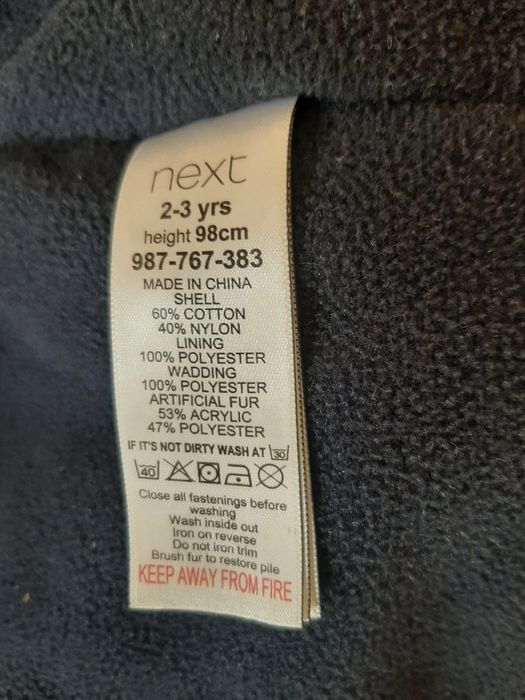 next
2-3 yrs
height 98cm
987-767-383
MADE IN CHINA
SHELL
60% COTTON
40% NYLON
LINING
100% POLYESTER
WADDING
100% POLYESTER
ARTIFICIAL FUR
53% ACRYLIC
47% POLYESTER
IF IT'S NOT DIRTY WASH AT 30
40
Close all fastenings before
washing
Wash inside out
Iron on reverse
Do not iron trim
Brush fur to restore pile
KEEP AWAY FROM FIRE